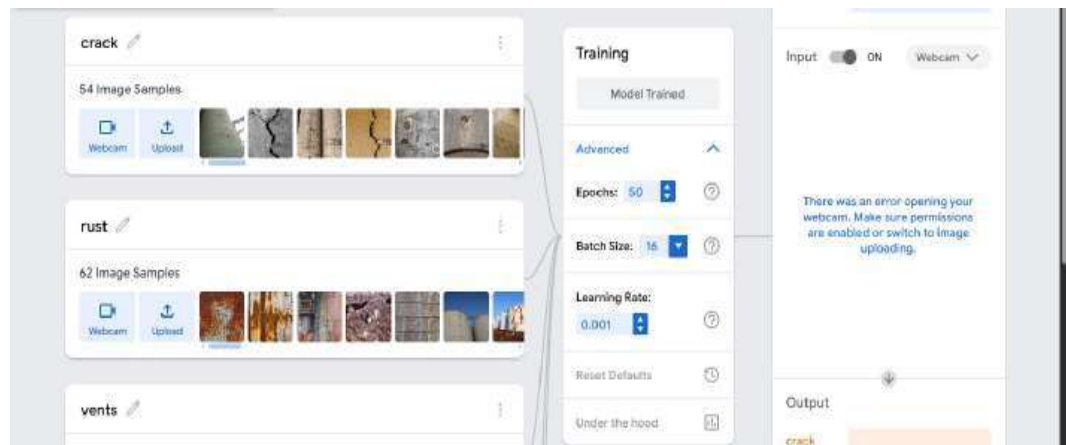 crack
54 Image Samples
Webcam
Upload
rust
62 Image Samples
Webcam
Upload
vents
Training
Model Trained
Advanced
Epochs: 50
Batch Size: 16
Learning Rate:
0.001
Reset Defaults
Under the hood
Input ON Webcam
There was an error opening your
webcam. Make sure permissions
are enabled or switch to image
uploading.
Output
crack